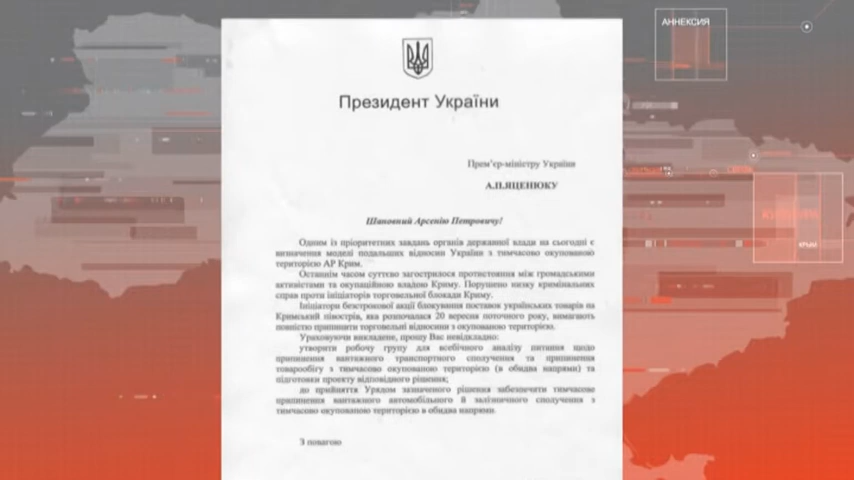 АННЕКСИЯ
Президент України
Прем'єр-міністру України
А.П.ЯЦЕНЮКУ
Шановний Арсенію Петровичу!
Одним із пріоритетних завдань органів державної влади на сьогодні є
визначення моделі подальших відносин України з тимчасово окупованою
територією АР Крим.
Останнім часом суттєво загострилося протистояння між громадськими
активістами та окупаційною владою Криму. Порушено низку кримінальних
справ проти ініціаторів торговельної блокади Криму.
Ініціатори безстрокової акції блокування поставок українських товарів на
Кримський півострів, яка розпочалася 20 вересня поточного року, вимагають
повністю припинити торговельні відносини з окупованою територією.
Ураховуючи викладене, прошу Вас невідкладно:
утворити робочу групу для всебічного аналізу питання щодо
припинення вантажного транспортного сполучення та припинення
товарообігу з тимчасово окупованою територією (в обидва напрями) та
підготовки проекту відповідного рішення;
до прийняття Урядом зазначеного рішення забезпечити тимчасове
припинення вантажного автомобільного й залізничного сполучення з
тимчасово окупованою територією в обидва напрями.
З повагою
КРЫМ